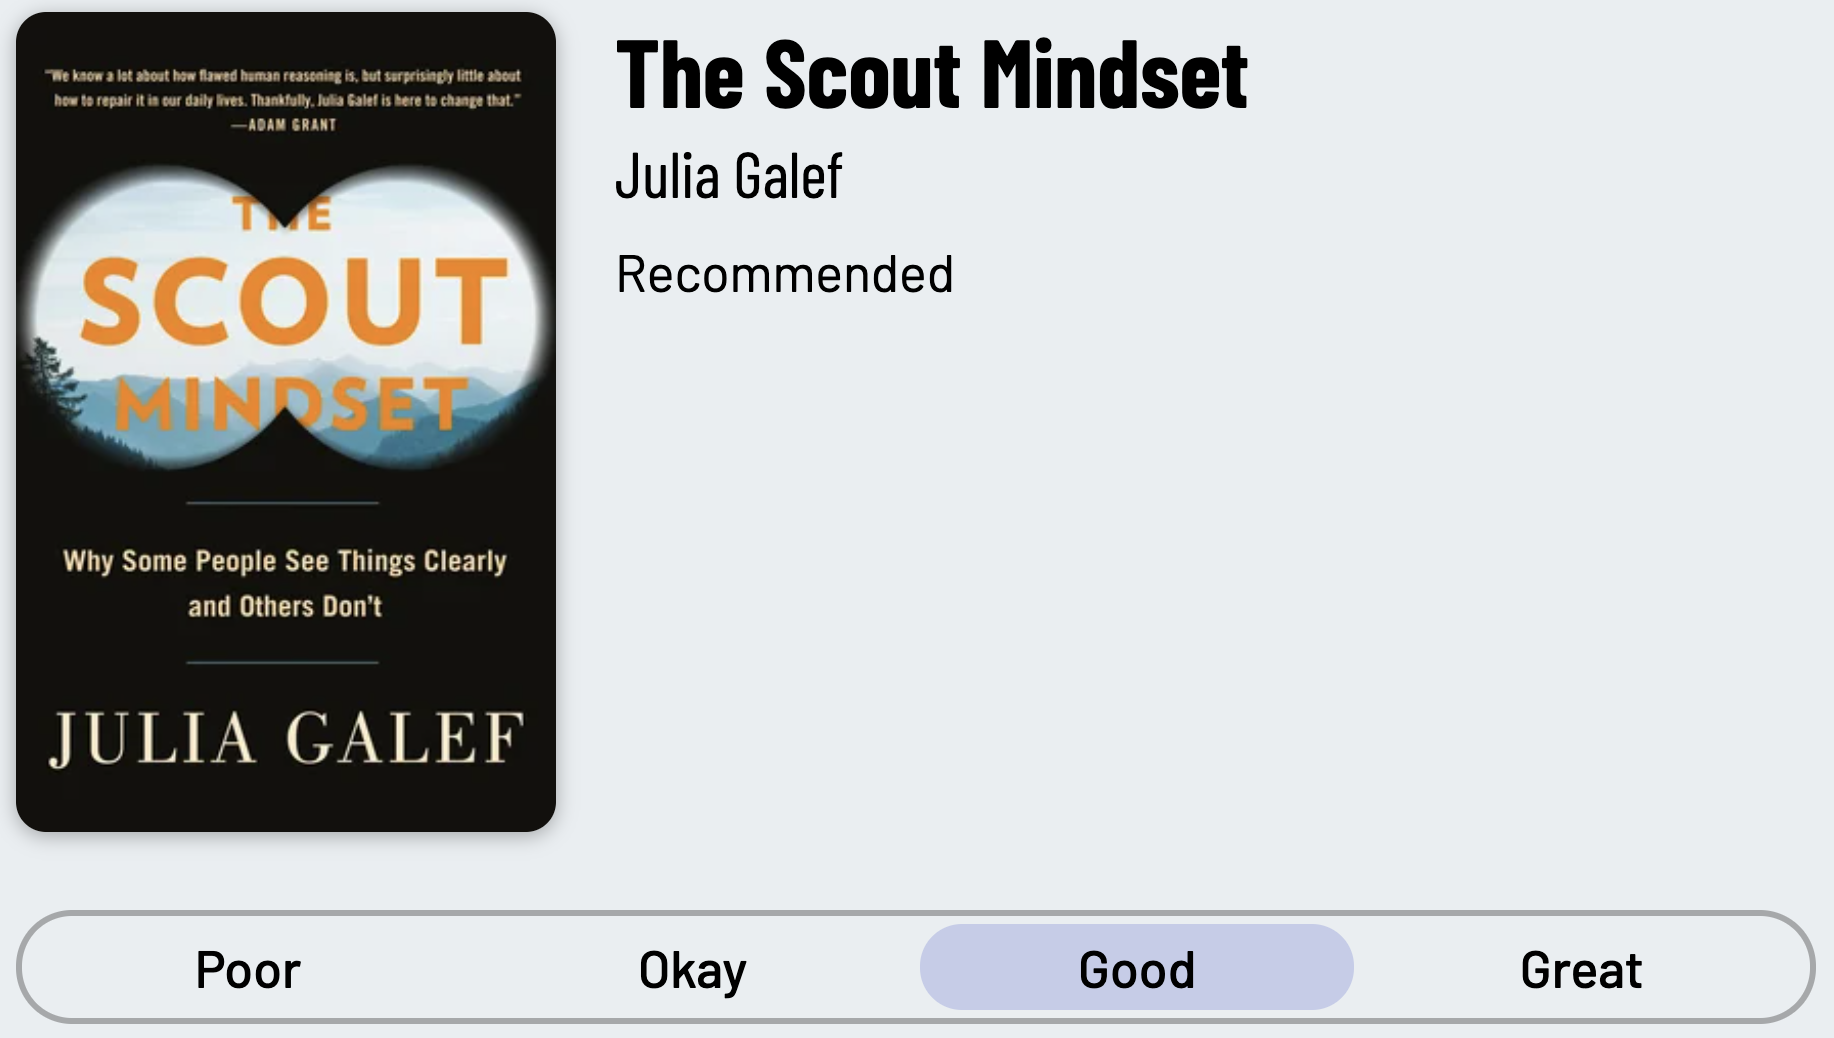 "We know a lot about how flawed human reasoning is, but surprisingly little about
how to repair it in our daily lives. Thankfully, Julia Galef is here to change that."
—ADAM GRANT
THE
SCOUT
MINDSET
Why Some People See Things Clearly
and Others Don't
JULIA GALEF
The Scout Mindset
Julia Galef
Recommended
Poor Okay Good Great